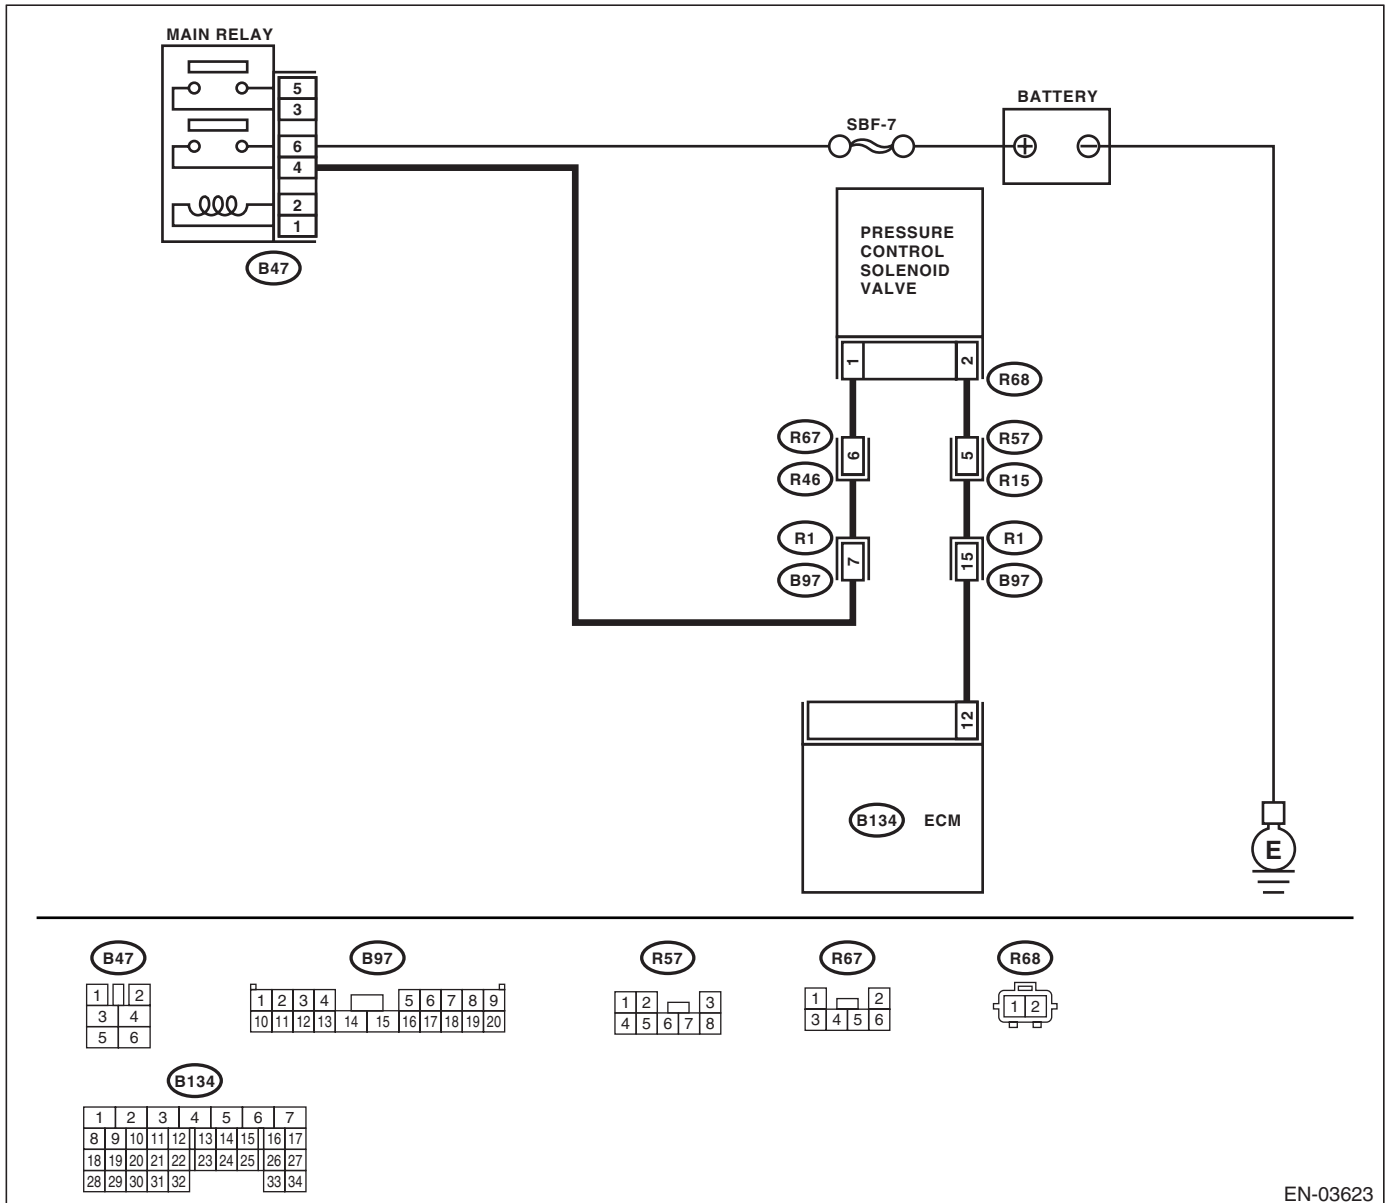 MAIN RELAY
5
3
6
4
2
1
B47
SBF-7
BATTERY
+ −
PRESSURE
CONTROL
SOLENOID
VALVE
1 2
R68
R67
6
R46
R57
5
R15
R1
7
B97
R1
15
B97
12
B134 ECM
E
B47
1 2
3 4
5 6
B97
1 2 3 4 5 6 7 8 9
10 11 12 13 14 15 16 17 18 19 20
R57
1 2 3
4 5 6 7 8
R67
1 2
3 4 5 6
R68
1 2
B134
1 2 3 4 5 6 7
8 9 10 11 12 13 14 15 16 17
18 19 20 21 22 23 24 25 26 27
28 29 30 31 32 33 34
EN-03623